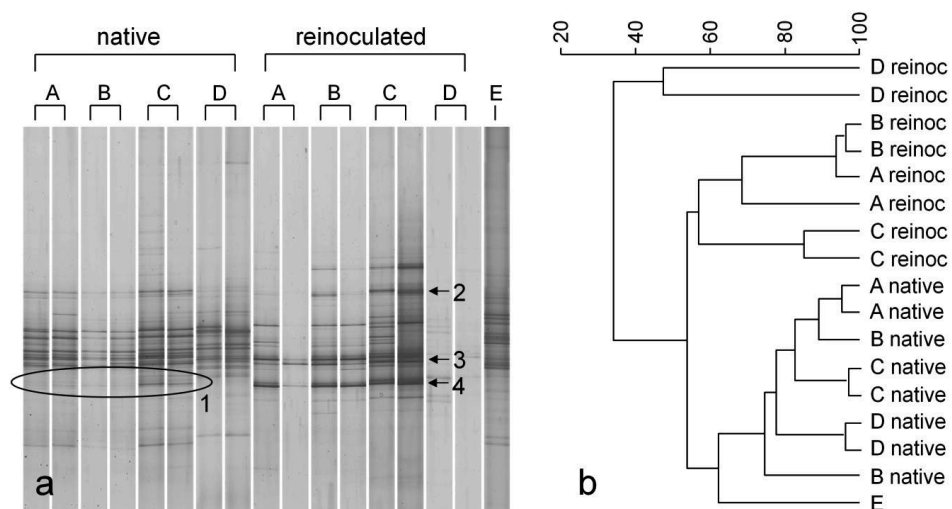 native reinoculated
A B C D A B C D E
2
3
4
1
a
20 40 60 80 100
D reinoc
D reinoc
B reinoc
B reinoc
A reinoc
A reinoc
C reinoc
C reinoc
A native
A native
B native
C native
C native
D native
D native
B native
E
b